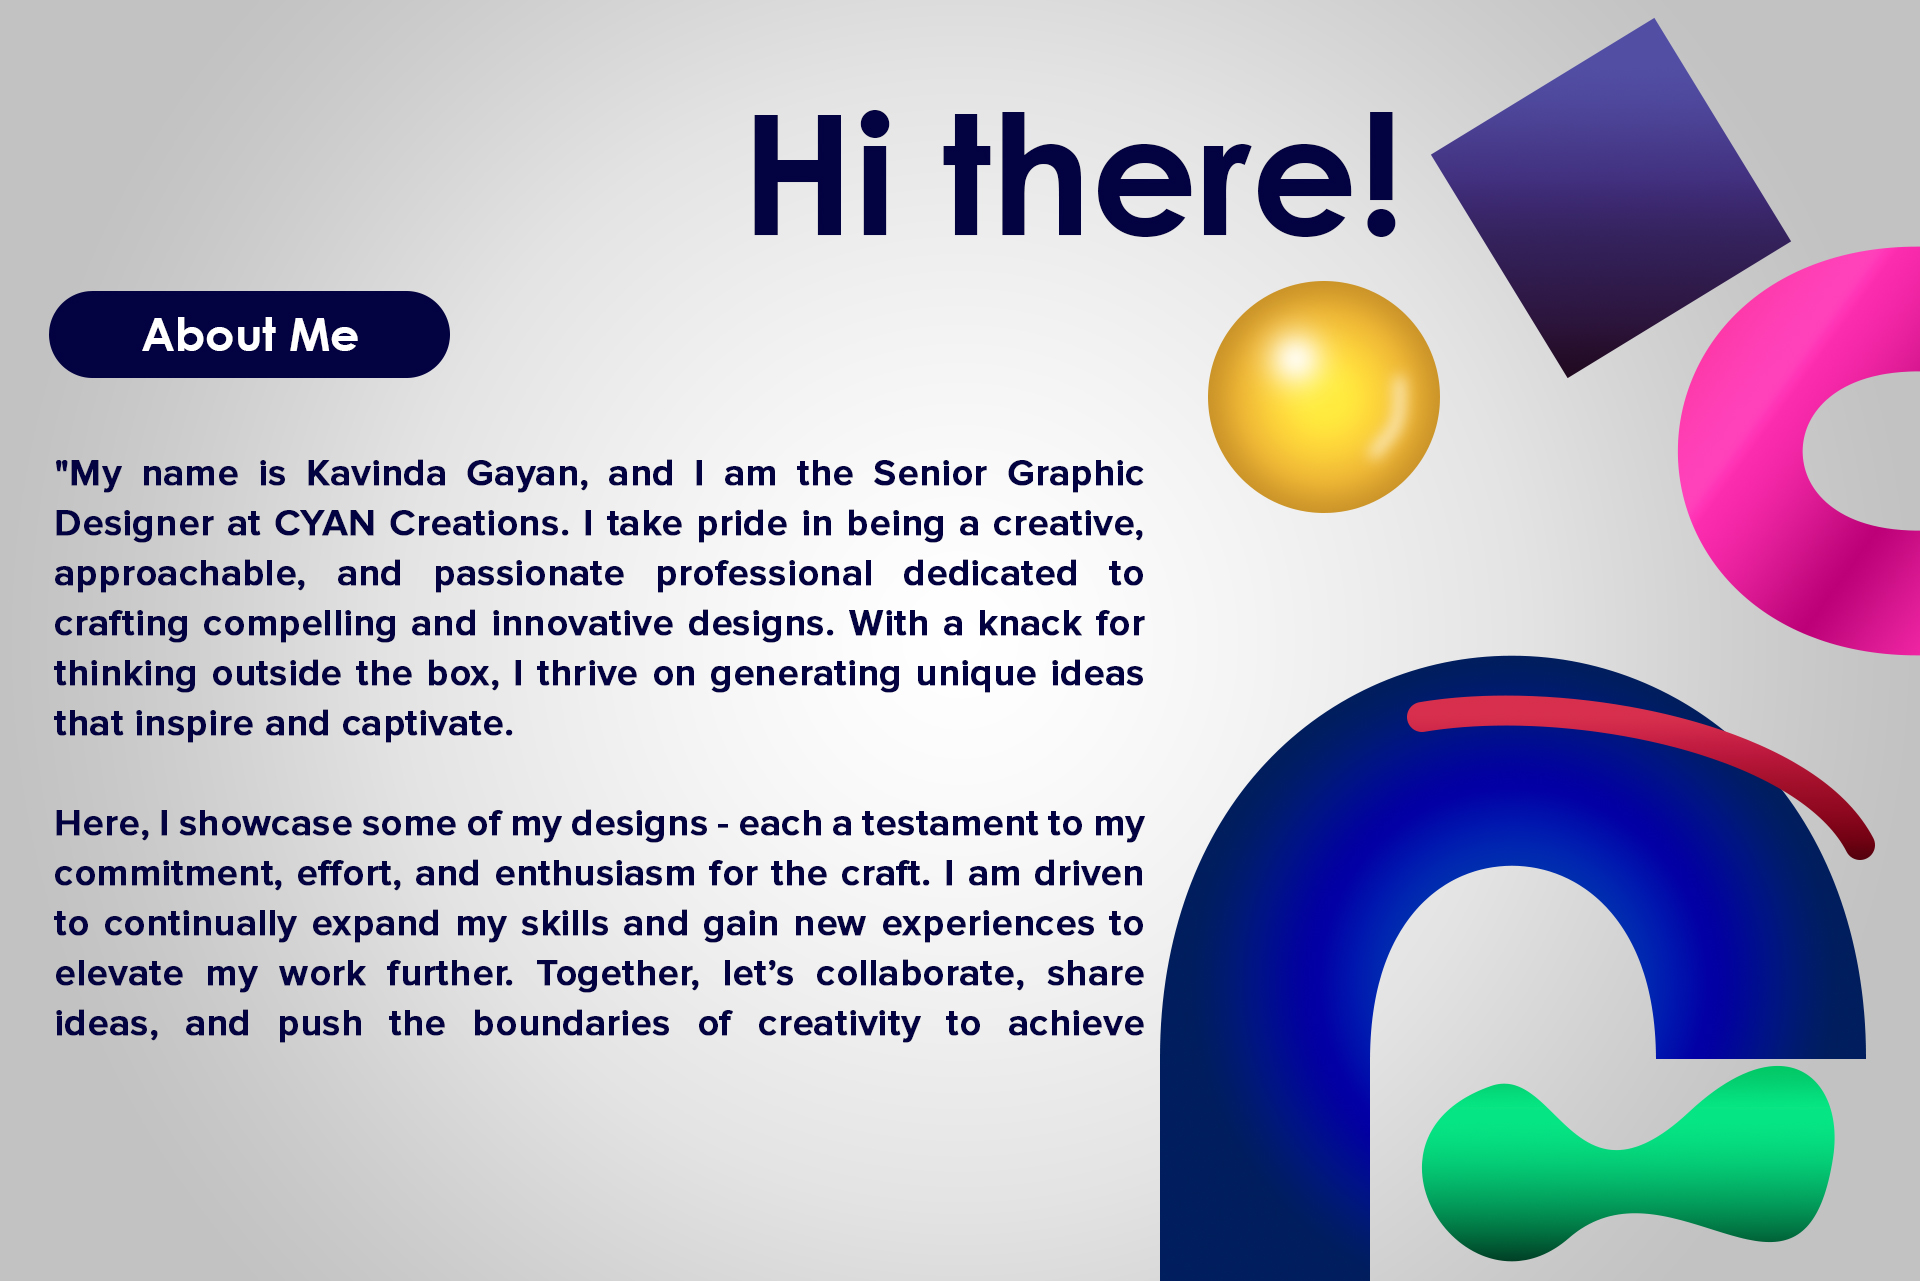 Hi there!
About Me
"My name is Kavinda Gayan, and I am the Senior Graphic
Designer at CYAN Creations. I take pride in being a creative,
approachable, and passionate professional dedicated to
crafting compelling and innovative designs. With a knack for
thinking outside the box, I thrive on generating unique ideas
that inspire and captivate.
Here, I showcase some of my designs - each a testament to my
commitment, effort, and enthusiasm for the craft. I am driven
to continually expand my skills and gain new experiences to
elevate my work further. Together, let’s collaborate, share
ideas, and push the boundaries of creativity to achieve